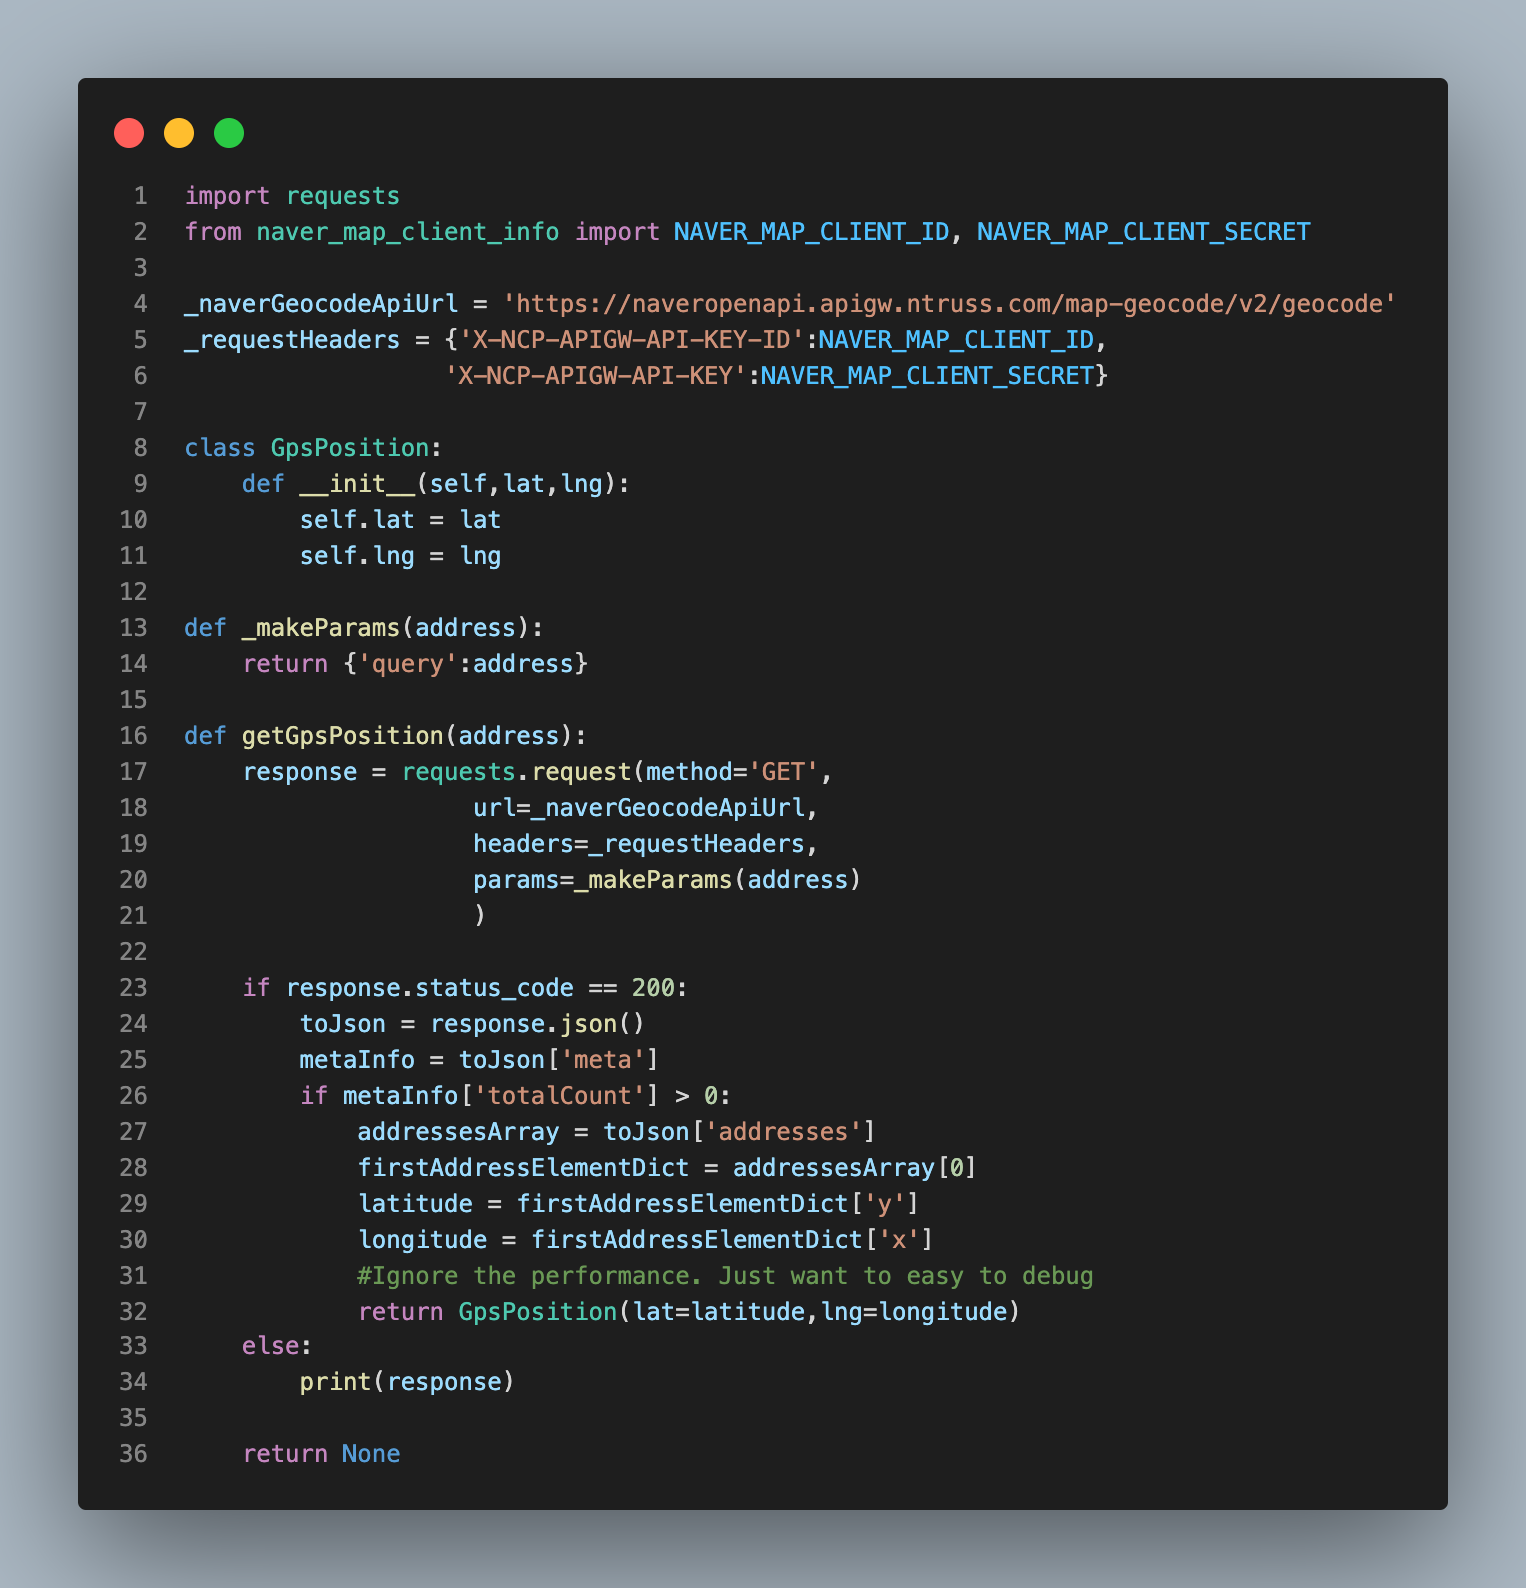 1 import requests
2 from naver_map_client_info import NAVER_MAP_CLIENT_ID, NAVER_MAP_CLIENT_SECRET
3
4 _naverGeocodeApiUrl = 'https://naveropenapi.apigw.ntruss.com/map-geocode/v2/geocode'
5 _requestHeaders = {'X-NCP-APIGW-API-KEY-ID':NAVER_MAP_CLIENT_ID,
6                   'X-NCP-APIGW-API-KEY':NAVER_MAP_CLIENT_SECRET}
7
8 class GpsPosition:
9     def __init__(self,lat,lng):
10         self.lat = lat
11         self.lng = lng
12
13 def _makeParams(address):
14     return {'query':address}
15
16 def getGpsPosition(address):
17     response = requests.request(method='GET',
18                     url=_naverGeocodeApiUrl,
19                     headers=_requestHeaders,
20                     params=_makeParams(address)
21                     )
22
23     if response.status_code == 200:
24         toJson = response.json()
25         metaInfo = toJson['meta']
26         if metaInfo['totalCount'] > 0:
27             addressesArray = toJson['addresses']
28             firstAddressElementDict = addressesArray[0]
29             latitude = firstAddressElementDict['y']
30             longitude = firstAddressElementDict['x']
31             #Ignore the performance. Just want to easy to debug
32             return GpsPosition(lat=latitude,lng=longitude)
33     else:
34         print(response)
35
36     return None